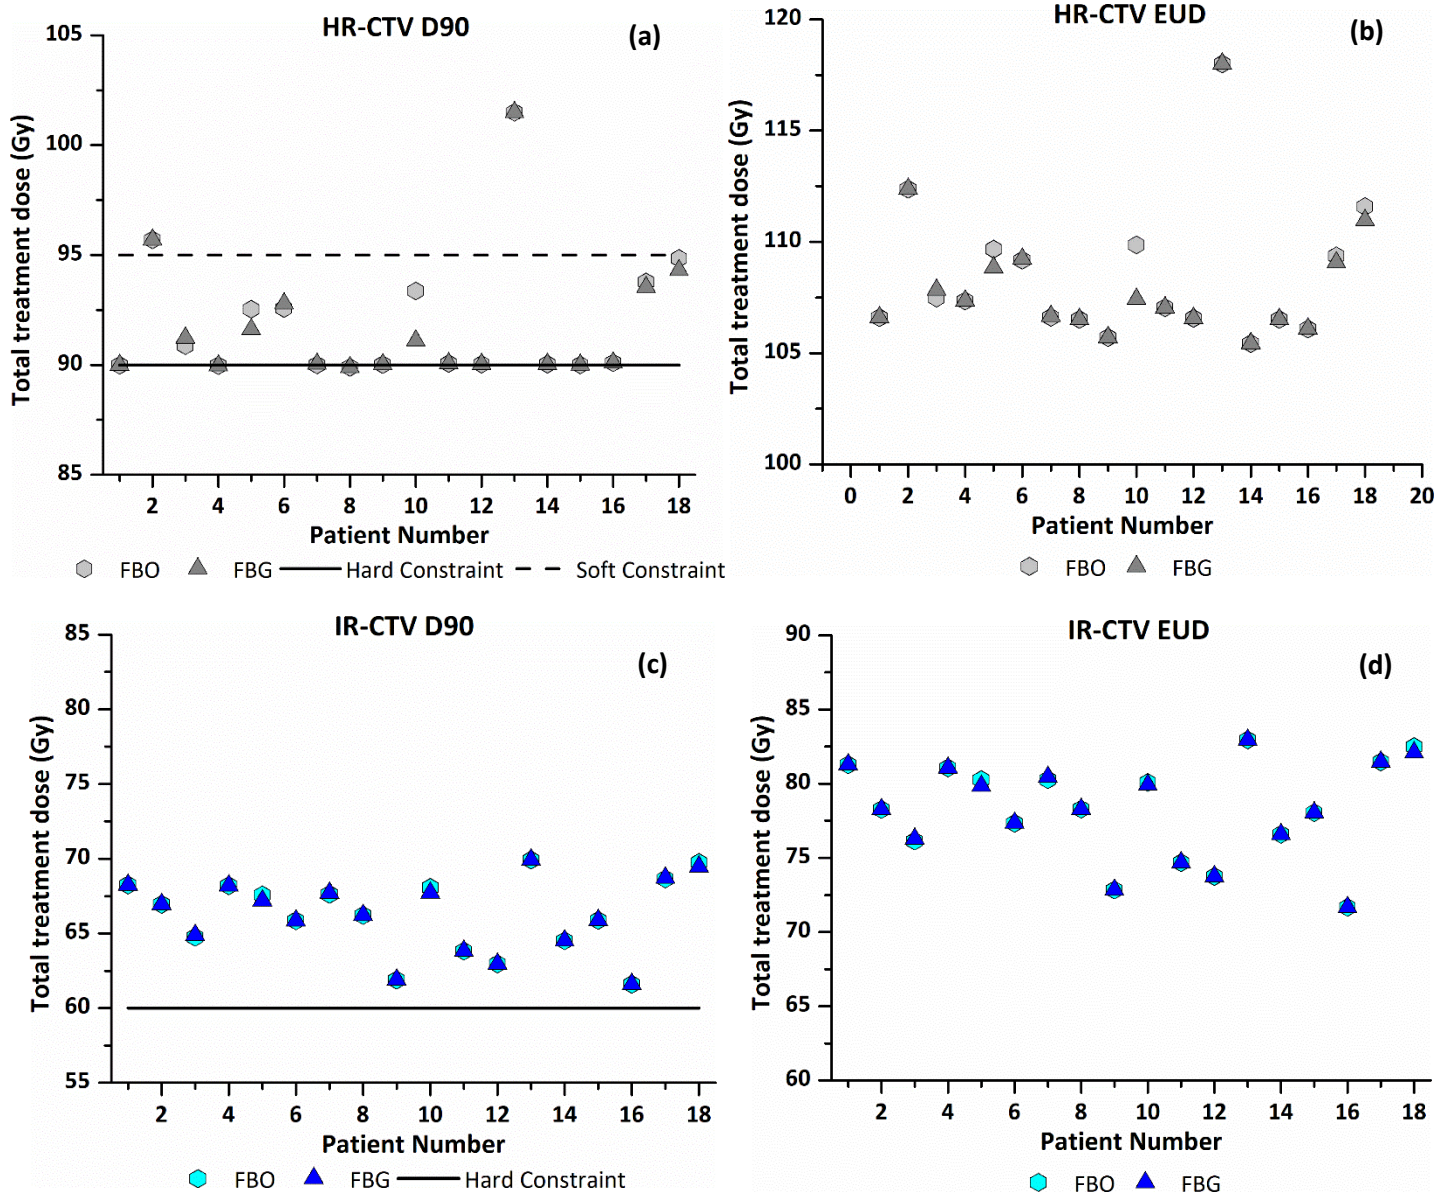 HR-CTV D90
(a)
105
100
95
90
85
Total treatment dose (Gy)
2 4 6 8 10 12 14 16 18
Patient Number
FBO FBG Hard Constraint Soft Constraint
HR-CTV EUD
(b)
120
115
110
105
100
Total treatment dose (Gy)
0 2 4 6 8 10 12 14 16 18 20
Patient Number
FBO FBG
IR-CTV D90
(c)
85
80
75
70
65
60
55
Total treatment dose (Gy)
2 4 6 8 10 12 14 16 18
Patient Number
FBO FBG Hard Constraint
IR-CTV EUD
(d)
90
85
80
75
70
65
60
Total treatment dose (Gy)
2 4 6 8 10 12 14 16 18
Patient Number
FBO FBG